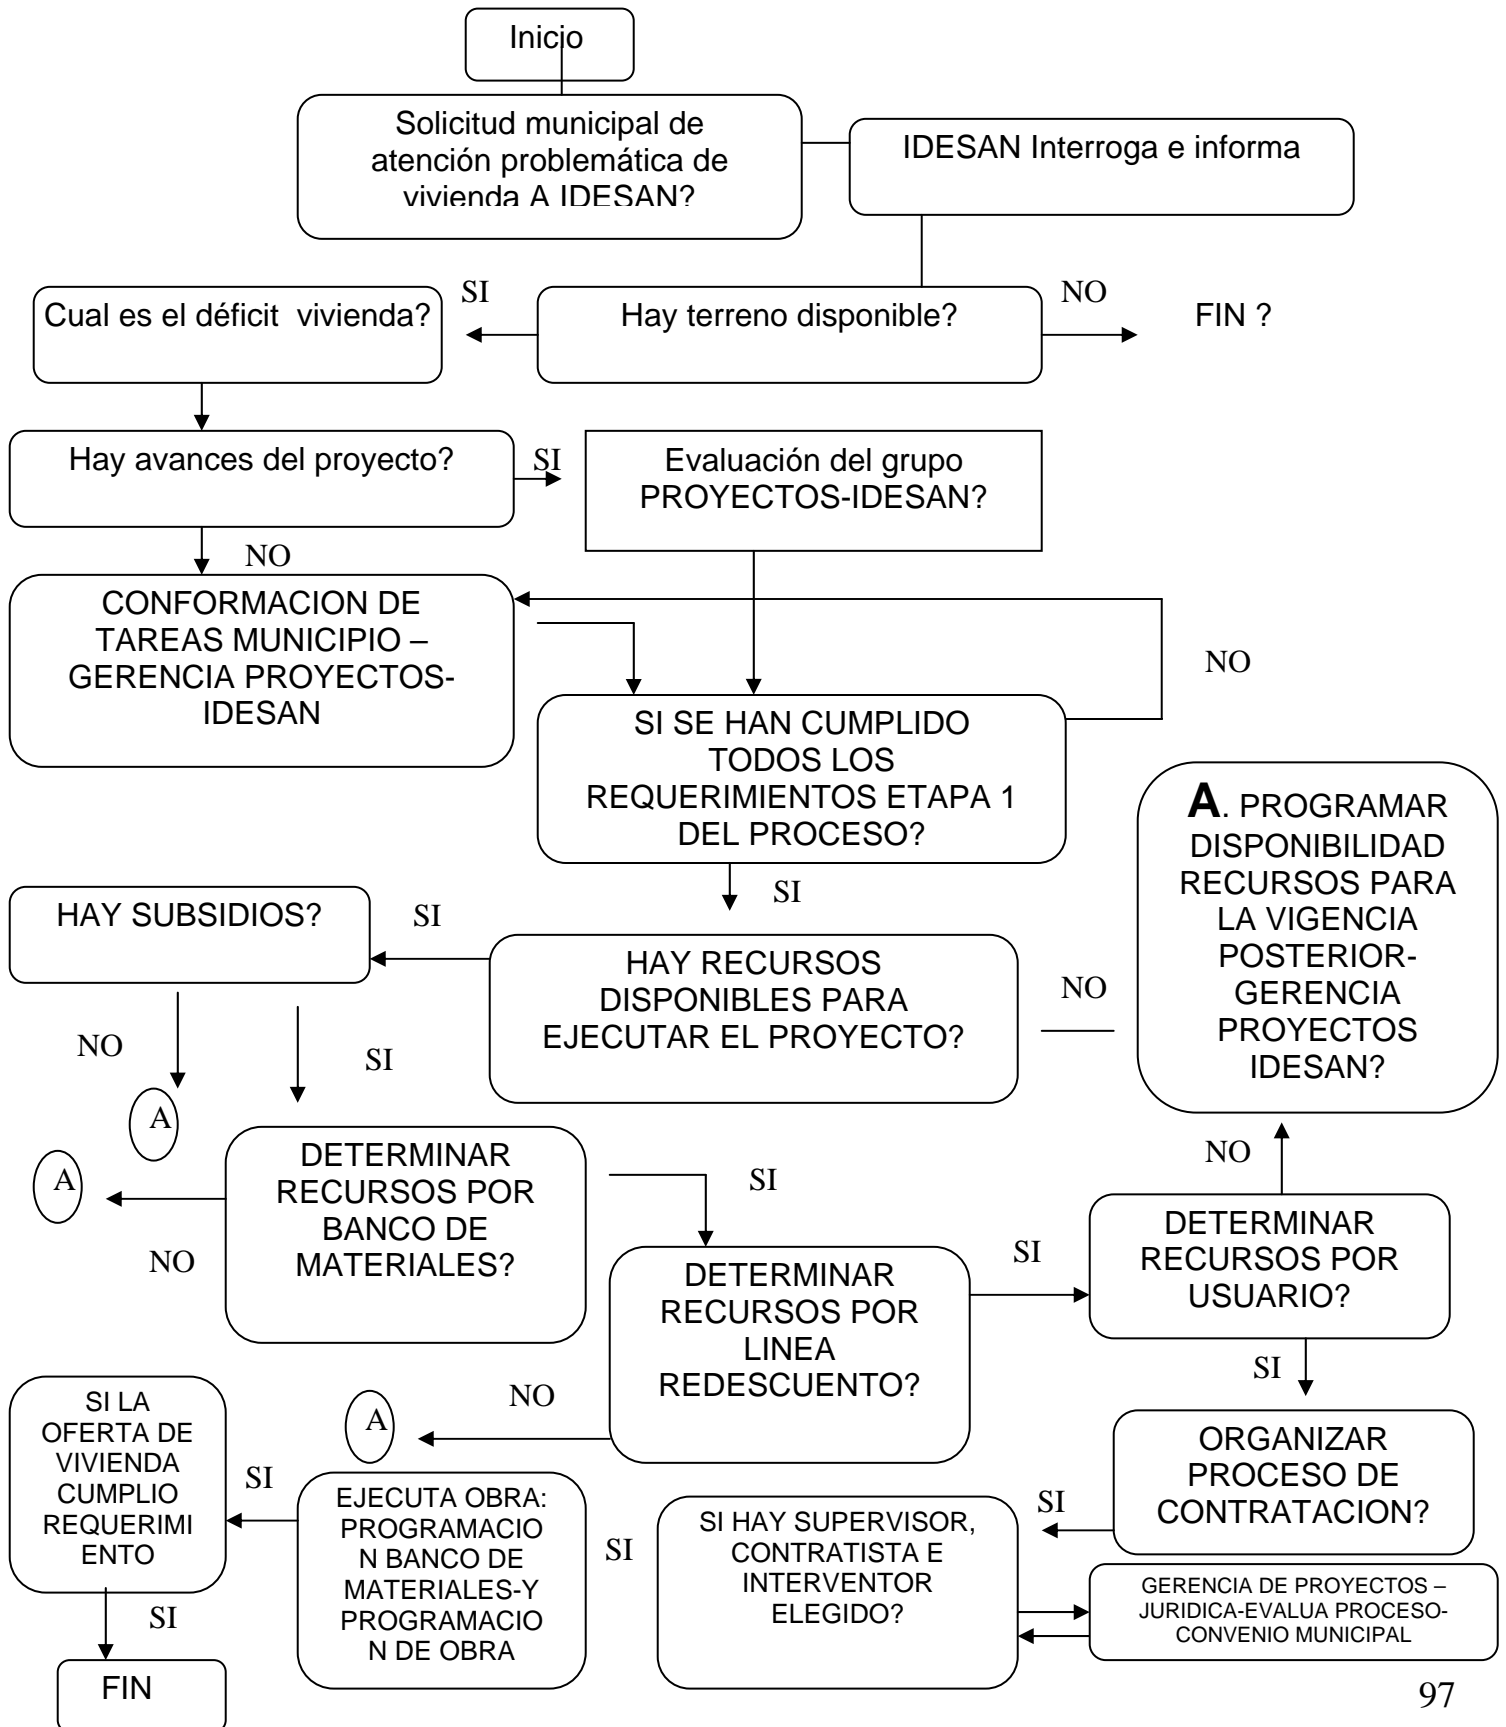 Inicio
Solicitud municipal de
atención problemática de
vivienda A IDESAN?
IDESAN Interroga e informa
Cual es el déficit  vivienda?
SI
Hay terreno disponible?
NO
FIN ?
Hay avances del proyecto?
SI
Evaluación del grupo
PROYECTOS-IDESAN?
NO
CONFORMACION DE
TAREAS MUNICIPIO –
GERENCIA PROYECTOS-
IDESAN
NO
SI SE HAN CUMPLIDO
TODOS LOS
REQUERIMIENTOS ETAPA 1
DEL PROCESO?
SI
A. PROGRAMAR
DISPONIBILIDAD
RECURSOS PARA
LA VIGENCIA
POSTERIOR-
GERENCIA
PROYECTOS
IDESAN?
HAY SUBSIDIOS?
SI
HAY RECURSOS
DISPONIBLES PARA
EJECUTAR EL PROYECTO?
NO
NO
SI
A
A
DETERMINAR
RECURSOS POR
BANCO DE
MATERIALES?
NO
SI
NO
DETERMINAR
RECURSOS POR
LINEA
REDESCUENTO?
SI
DETERMINAR
RECURSOS POR
USUARIO?
SI
NO
A
ORGANIZAR
PROCESO DE
CONTRATACION?
SI
SI LA
OFERTA DE
VIVIENDA
CUMPLIO
REQUERIMI
ENTO
SI
EJECUTA OBRA:
PROGRAMACIO
N BANCO DE
MATERIALES-Y
PROGRAMACIO
N DE OBRA
SI
SI HAY SUPERVISOR,
CONTRATISTA E
INTERVENTOR
ELEGIDO?
GERENCIA DE PROYECTOS –
JURIDICA-EVALUA PROCESO-
CONVENIO MUNICIPAL
SI
FIN
97